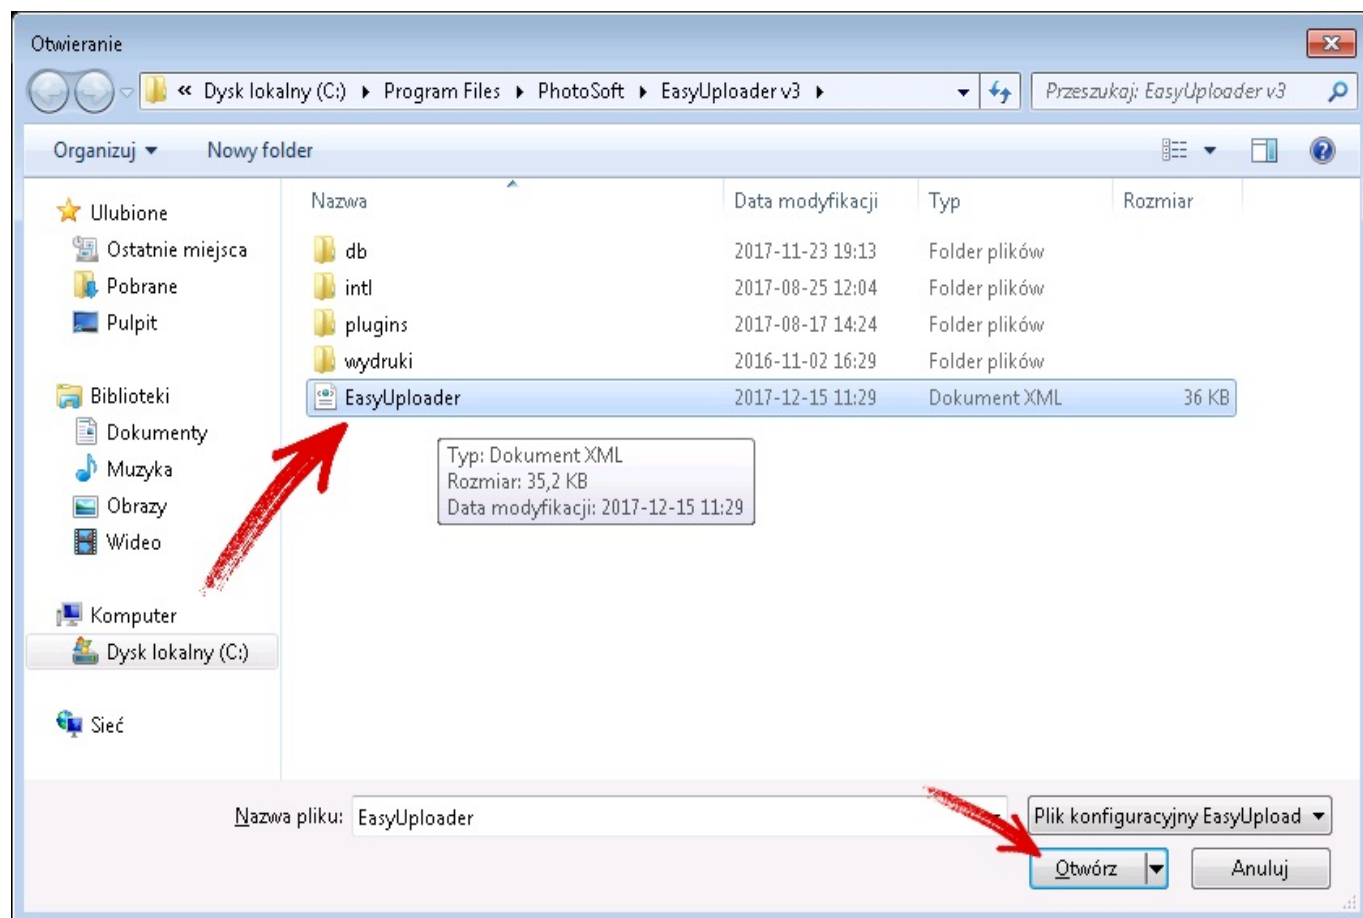 Otwieranie
« Dysk lokalny (C:) Program Files PhotoSoft EasyUploader v3 Przeszukaj: EasyUploader v3
Organizuj Nowy folder
Nazwa Data modyfikacji Typ Rozmiar
Ulubione
Ostatnie miejsca
Pobrane
Pulpit
Biblioteki
Dokumenty
Muzyka
Obrazy
Wideo
Komputer
Dysk lokalny (C:)
Sieć
db 2017-11-23 19:13 Folder plików
intl 2017-08-25 12:04 Folder plików
plugins 2017-08-17 14:24 Folder plików
wydruki 2016-11-02 16:29 Folder plików
EasyUploader 2017-12-15 11:29 Dokument XML 36 KB
Typ: Dokument XML
Rozmiar: 35,2 KB
Data modyfikacji: 2017-12-15 11:29
Nazwa pliku: EasyUploader Plik konfiguracyjny EasyUpload
Otwórz Anuluj